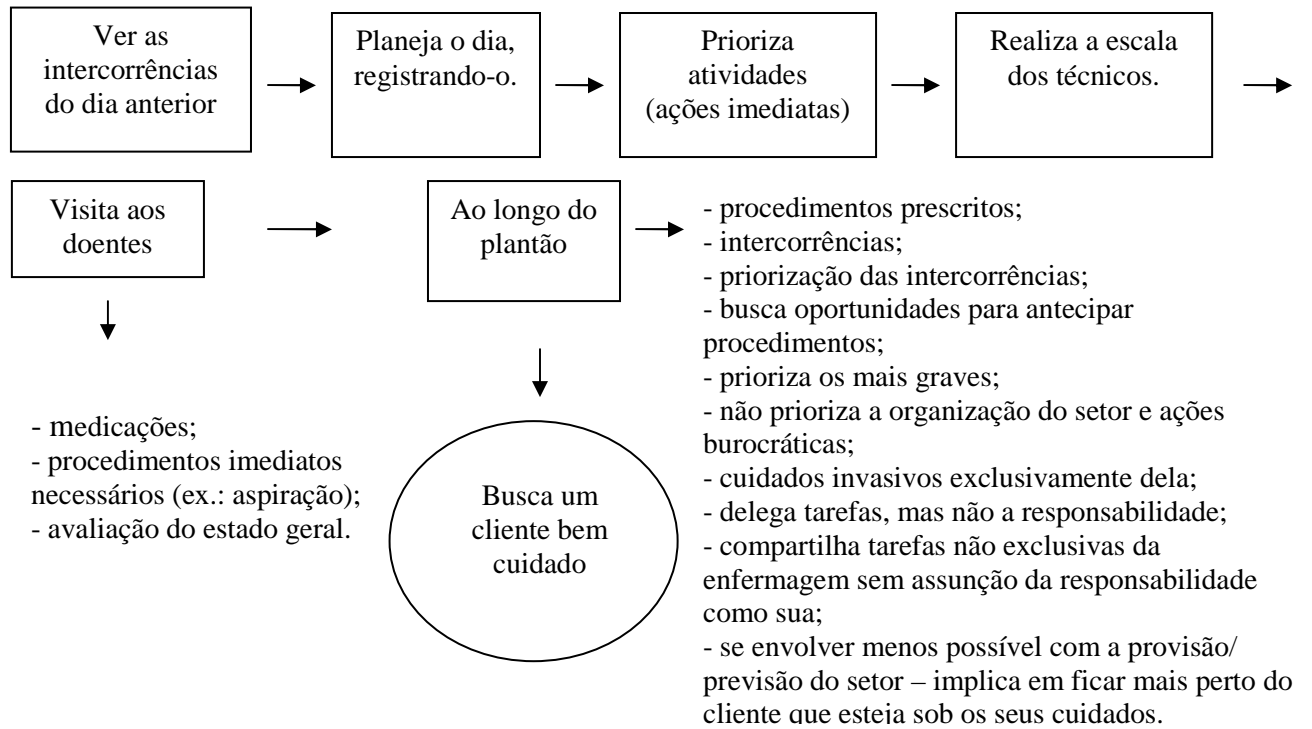 Ver as
intercorrências
do dia anterior
Planeja o dia,
registrando-o.
Prioriza
atividades
(ações imediatas)
Realiza a escala
dos técnicos.
Visita aos
doentes
Ao longo do
plantão
- procedimentos prescritos;
- intercorrências;
- priorização das intercorrências;
- busca oportunidades para antecipar
procedimentos;
- prioriza os mais graves;
- não prioriza a organização do setor e ações
burocráticas;
- cuidados invasivos exclusivamente dela;
- delega tarefas, mas não a responsabilidade;
- compartilha tarefas não exclusivas da
enfermagem sem assunção da responsabilidade
como sua;
- se envolver menos possível com a provisão/
previsão do setor – implica em ficar mais perto do
cliente que esteja sob os seus cuidados.
- medicações;
- procedimentos imediatos
necessários (ex.: aspiração);
- avaliação do estado geral.
Busca um
cliente bem
cuidado